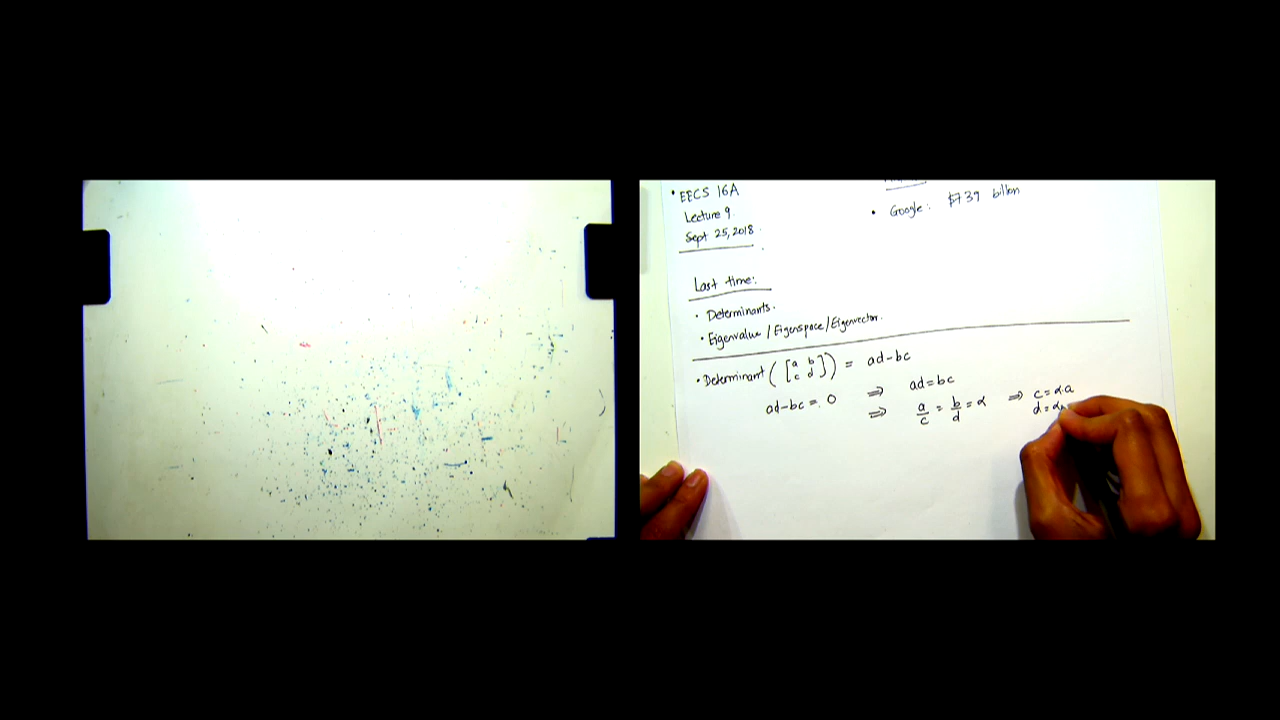 • EECS 16A
Lecture 9.
Sept 25, 2018
• Google: $739 billion
Last time:
• Determinants.
• Eigenvalue / Eigenspace / Eigenvector.
• Determinant ( [ a b
c d ] ) = ad - bc
ad - bc = 0 ⇒ ad = bc
⇒ a/c = b/d = α ⇒ c = α·a
d = α